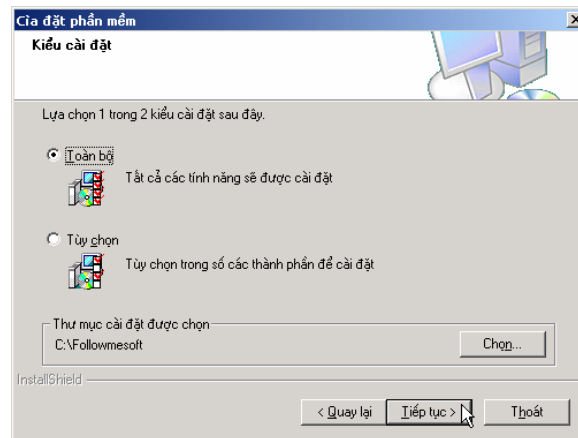 Cìa đặt phần mềm
Kiểu cài đặt
Lựa chọn 1 trong 2 kiểu cài đặt sau đây.
Toàn bộ
Tất cả các tính năng sẽ được cài đặt
Tùy chọn
Tùy chọn trong số các thành phần để cài đặt
Thư mục cài đặt được chọn
C:\Followmesoft
Chọn...
InstallShield
< Quay lại
Tiếp tục >
Thoát